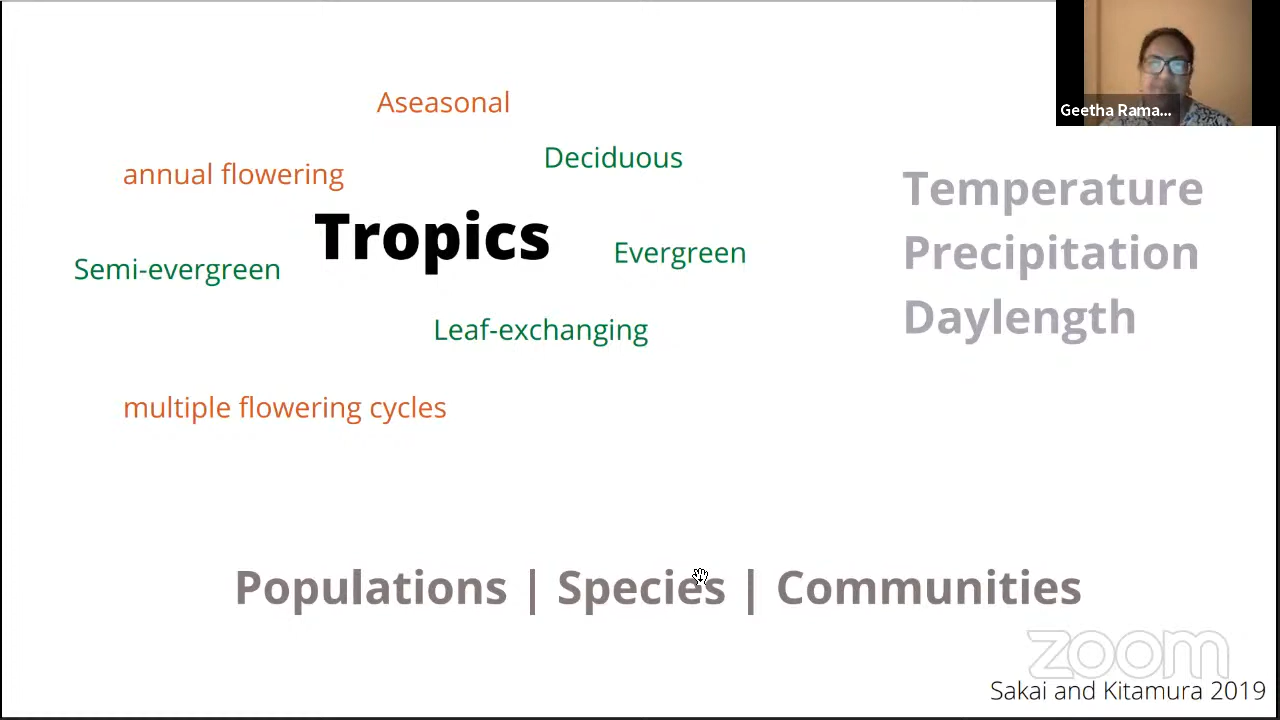 Geetha Rama...
Aseasonal
Deciduous
annual flowering
Tropics
Evergreen
Semi-evergreen
Leaf-exchanging
multiple flowering cycles
Temperature
Precipitation
Daylength
Populations | Species | Communities
zoom
Sakai and Kitamura 2019